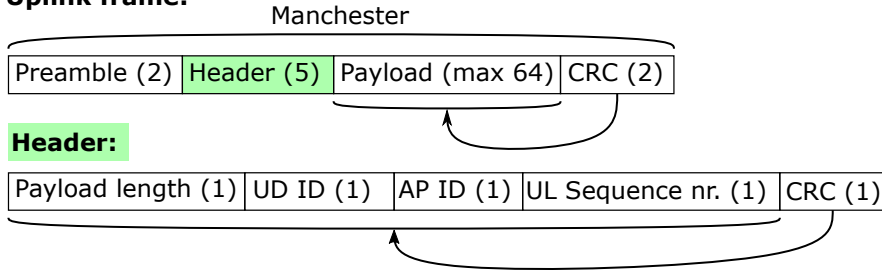 Uplink frame:
Manchester
Preamble (2) Header (5) Payload (max 64) CRC (2)
Header:
Payload length (1) UD ID (1) AP ID (1) UL Sequence nr. (1) CRC (1)